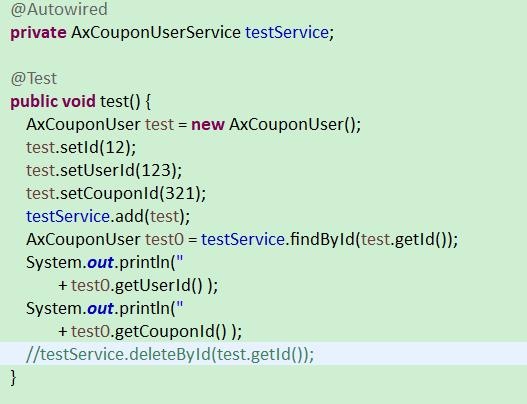 @Autowired
private AxCouponUserService testService;
@Test
public void test() {
AxCouponUser test = new AxCouponUser();
test.setId(12);
test.setUserId(123);
test.setCouponId(321);
testService.add(test);
AxCouponUser test0 = testService.findById(test.getId());
System.out.println("
+ test0.getUserId() );
System.out.println("
+ test0.getCouponId() );
//testService.deleteById(test.getId());
}